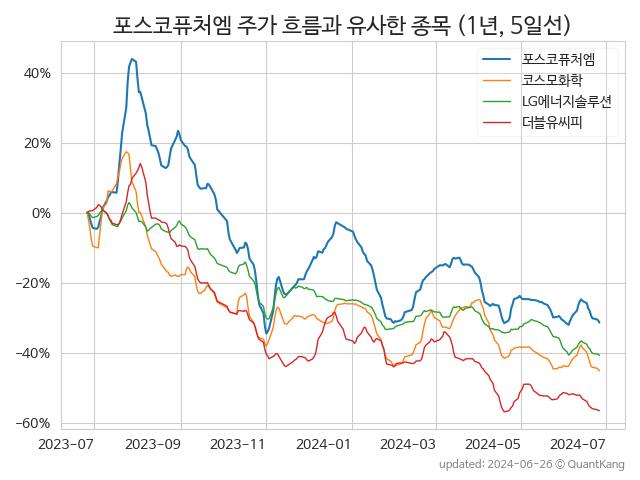 포스코퓨처엠 주가 흐름과 유사한 종목 (1년, 5일선)
포스코퓨처엠
코스모화학
LG에너지솔루션
더블유씨피
40%
20%
0%
−20%
−40%
−60%
2023-07 2023-09 2023-11 2024-01 2024-03 2024-05 2024-07
updated: 2024-06-26 © QuantKang